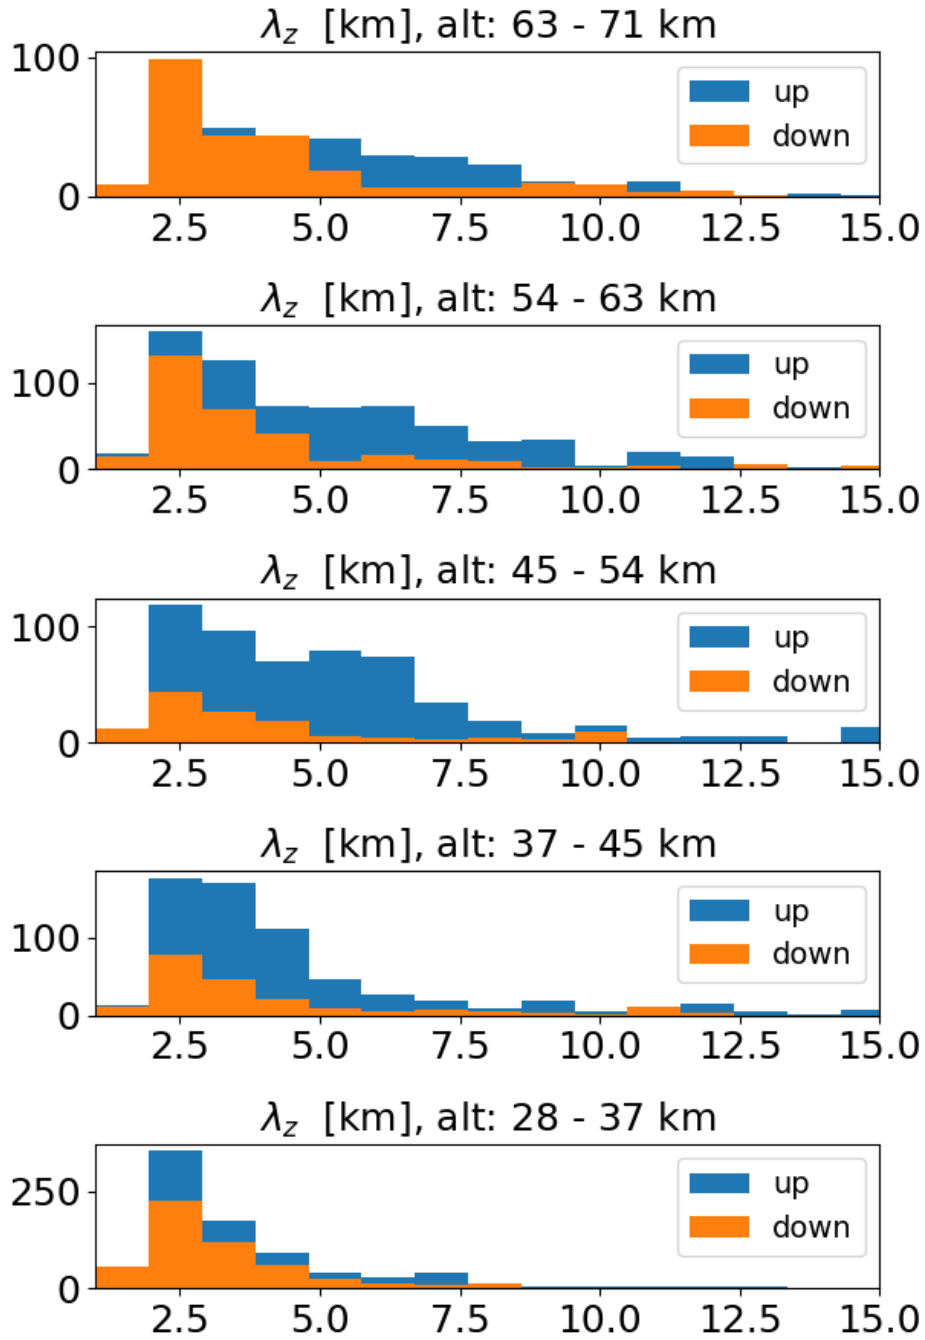 λz [km], alt: 63 - 71 km
100
up
down
0
2.5 5.0 7.5 10.0 12.5 15.0
λz [km], alt: 54 - 63 km
up
100
down
0
2.5 5.0 7.5 10.0 12.5 15.0
λz [km], alt: 45 - 54 km
100
up
down
0
2.5 5.0 7.5 10.0 12.5 15.0
λz [km], alt: 37 - 45 km
up
100
down
0
2.5 5.0 7.5 10.0 12.5 15.0
λz [km], alt: 28 - 37 km
up
250
down
0
2.5 5.0 7.5 10.0 12.5 15.0